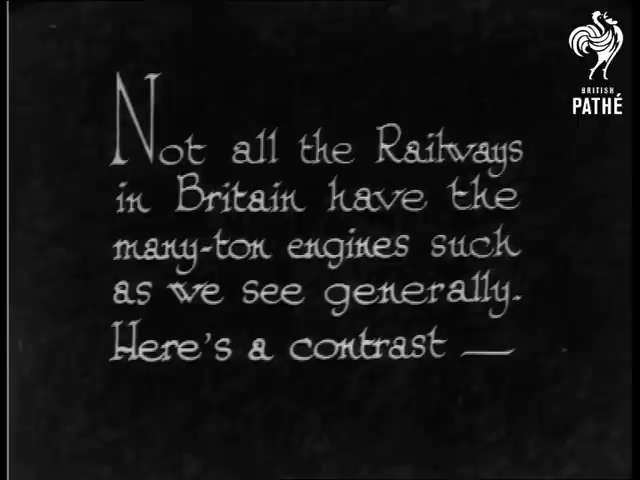 BRITISH
PATHÉ
Not all the Railways
in Britain have the
many-ton engines such
as we see generally.
Here's a contrast —